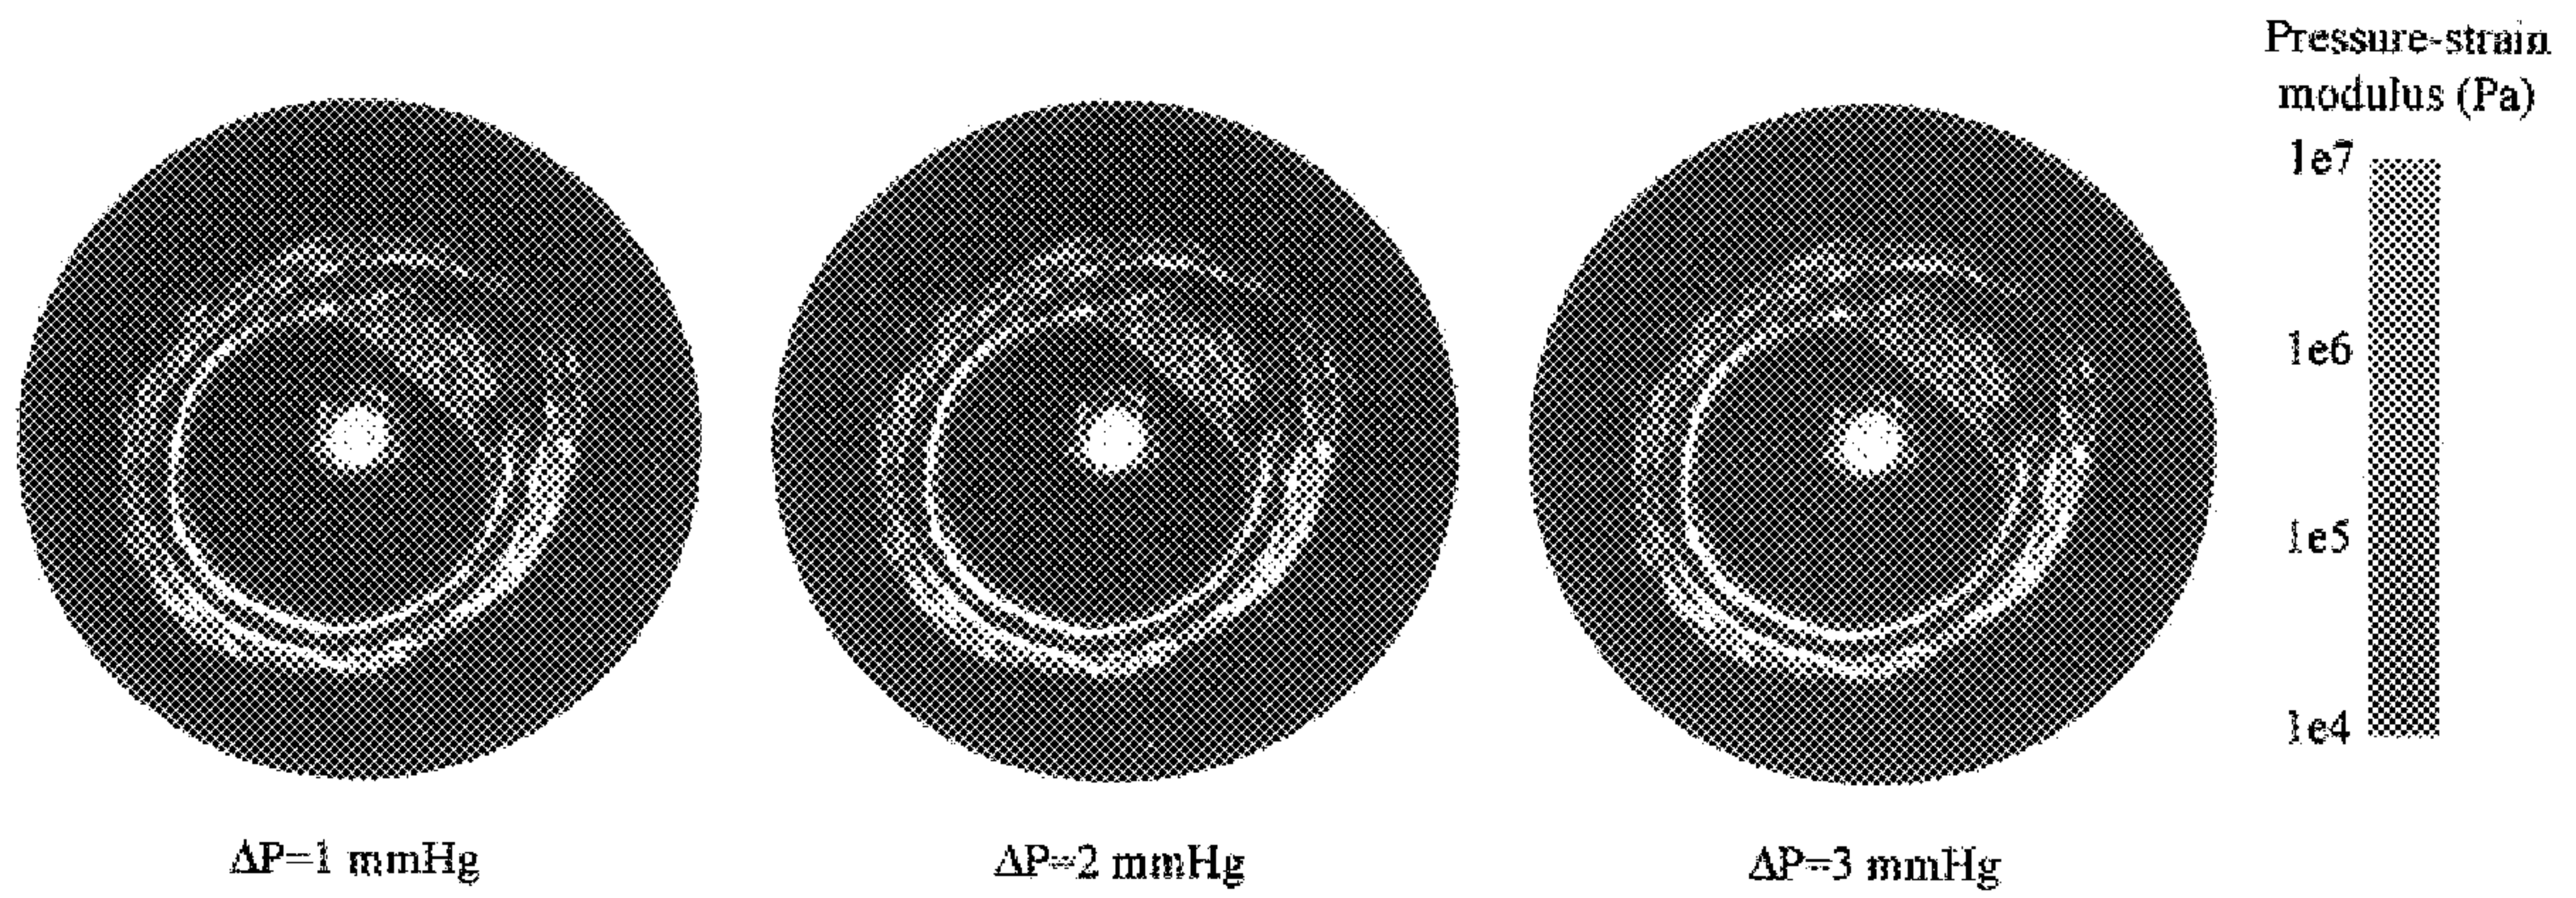 Pressure-strain
modulus (Pa)
1e7
1e6
1e5
1e4
ΔP=1 mmHg
ΔP=2 mmHg
ΔP=3 mmHg